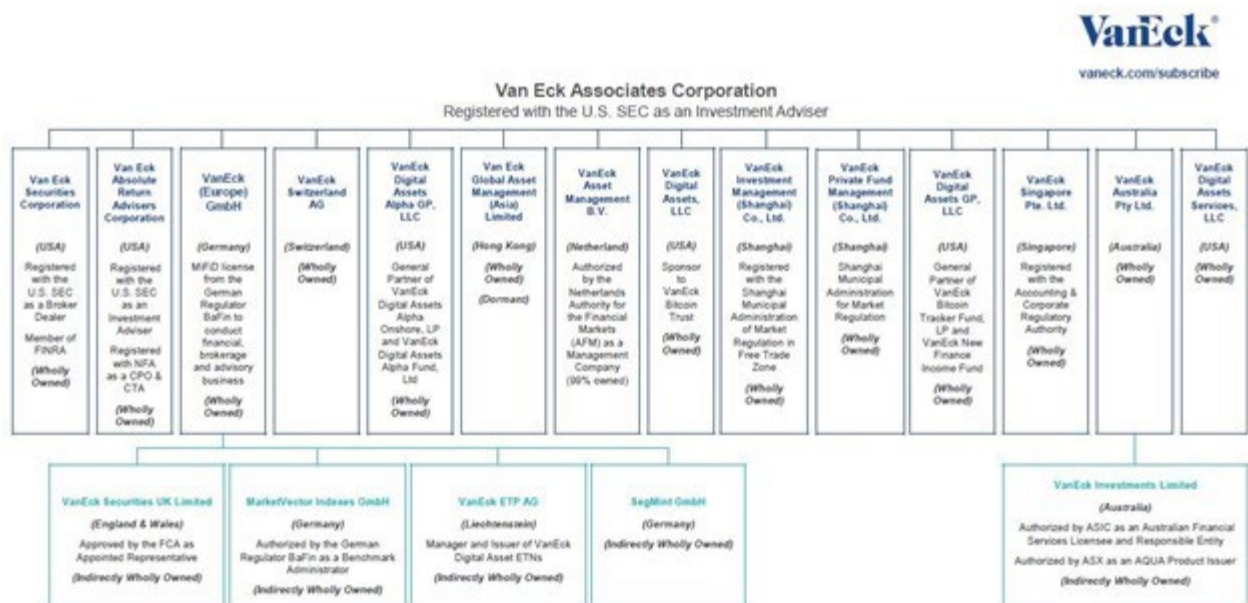 VanEck®
vaneck.com/subscribe
Van Eck Associates Corporation
Registered with the U.S. SEC as an Investment Adviser
Van Eck
Securities
Corporation
(USA)
Registered
with the
U.S. SEC
as a Broker
Dealer
Member of
FINRA
(Wholly
Owned)
Van Eck
Absolute
Return
Advisers
Corporation
(USA)
Registered
with the
U.S. SEC
as an
Investment
Adviser
Registered
with NFA
as a CPO &
CTA
(Wholly
Owned)
VanEck
(Europe)
GmbH
(Germany)
MiFiD license
from the
German
Regulator
BaFin to
conduct
financial,
brokerage
and advisory
business
(Wholly
Owned)
VanEck
Switzerland
AG
(Switzerland)
(Wholly
Owned)
VanEck
Digital
Assets
Alpha GP,
LLC
(USA)
General
Partner of
VanEck
Digital Assets
Alpha
Onshore, LP
and VanEck
Digital Assets
Alpha Fund,
Ltd
(Wholly
Owned)
Van Eck
Global Asset
Management
(Asia)
Limited
(Hong Kong)
(Wholly
Owned)
(Dormant)
VanEck
Asset
Management
B.V.
(Netherland)
Authorized
by the
Netherlands
Authority for
the Financial
Markets
(AFM) as a
Management
Company
(99% owned)
VanEck
Digital
Assets,
LLC
(USA)
Sponsor
to
VanEck
Bitcoin
Trust
(Wholly
Owned)
VanEck
Investment
Management
(Shanghai)
Co., Ltd.
(Shanghai)
Registered
with the
Shanghai
Municipal
Administration
of Market
Regulation in
Free Trade
Zone
(Wholly
Owned)
VanEck
Private Fund
Management
(Shanghai)
Co., Ltd.
(Shanghai)
Shanghai
Municipal
Administration
for Market
Regulation
(Wholly
Owned)
VanEck
Digital
Assets GP,
LLC
(USA)
General
Partner of
VanEck
Bitcoin
Tracker Fund,
LP and
VanEck New
Finance
Income Fund
(Wholly
Owned)
VanEck
Singapore
Pte. Ltd.
(Singapore)
Registered
with the
Accounting &
Corporate
Regulatory
Authority
(Wholly
Owned)
VanEck
Australia
Pty Ltd.
(Australia)
(Wholly
Owned)
VanEck
Digital
Assets
Services,
LLC
(USA)
(Wholly
Owned)
VanEck Securities UK Limited
(England & Wales)
Approved by the FCA as
Appointed Representative
(Indirectly Wholly Owned)
MarketVector Indexes GmbH
(Germany)
Authorized by the German
Regulator BaFin as a Benchmark
Administrator
(Indirectly Wholly Owned)
VanEck ETP AG
(Liechtenstein)
Manager and Issuer of VanEck
Digital Asset ETNs
(Indirectly Wholly Owned)
SegMint GmbH
(Germany)
(Indirectly Wholly Owned)
VanEck Investments Limited
(Australia)
Authorized by ASIC as an Australian Financial
Services Licensee and Responsible Entity
Authorized by ASX as an AQUA Product Issuer
(Indirectly Wholly Owned)